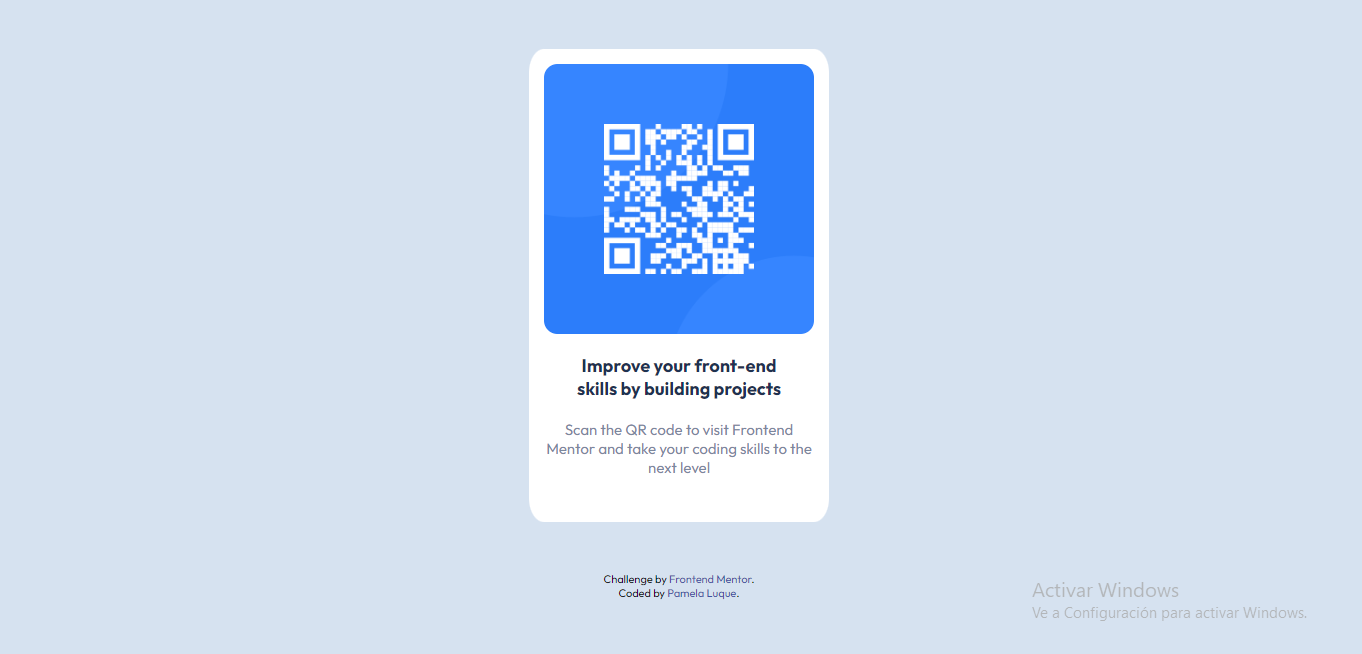 Improve your front-end
skills by building projects
Scan the QR code to visit Frontend
Mentor and take your coding skills to the
next level
Challenge by Frontend Mentor.
Coded by Pamela Luque.
Activar Windows
Ve a Configuración para activar Windows.